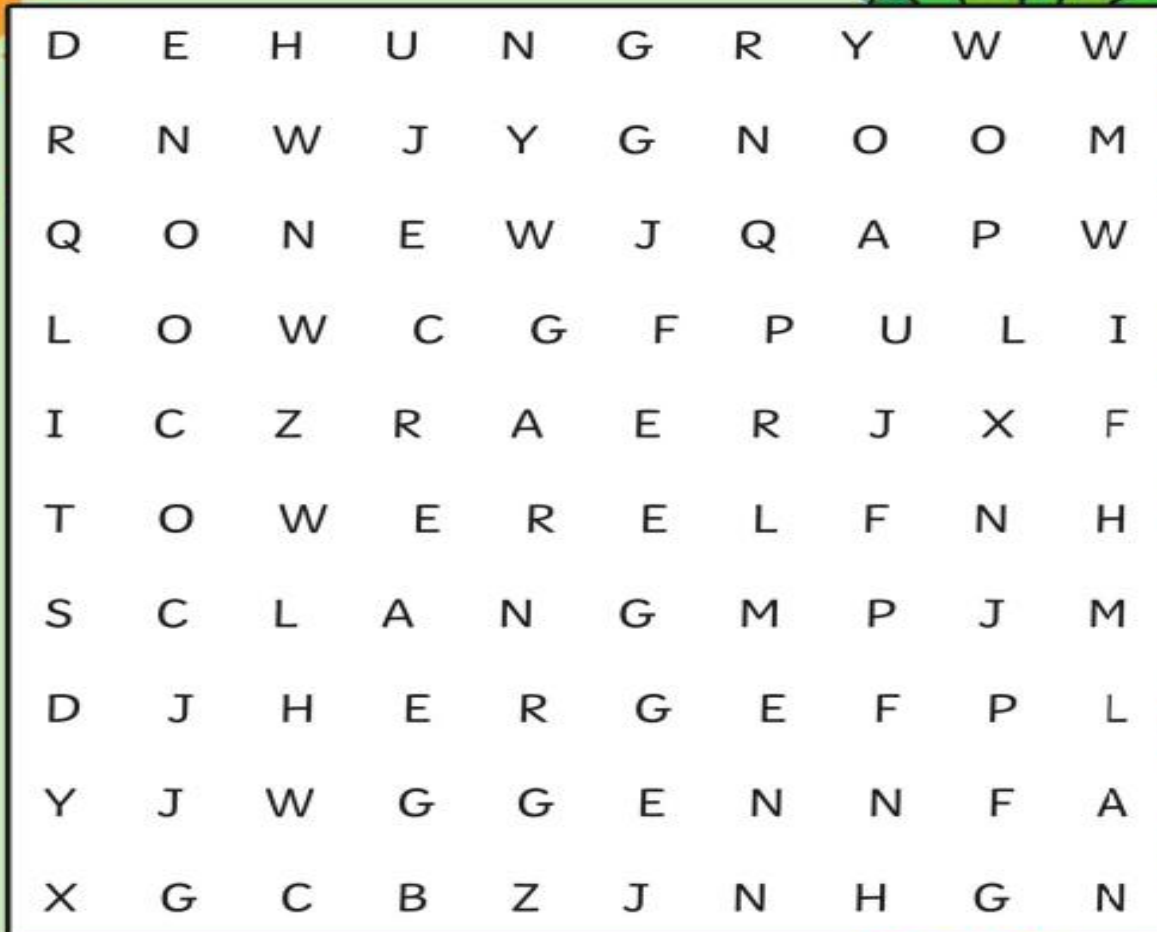 D E H U N G R Y W W
R N W J Y G N O O M
Q O N E W J Q A P W
L O W C G F P U L I
I C Z R A E R J X F
T O W E R E L F N H
S C L A N G M P J M
D J H E R G E F P L
Y J W G G E N N F A
X G C B Z J N H G N